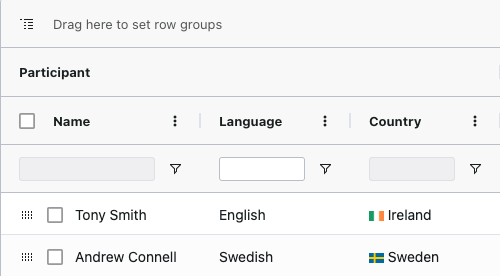 Drag here to set row groups
Participant
Name Language Country
Tony Smith English Ireland
Andrew Connell Swedish Sweden